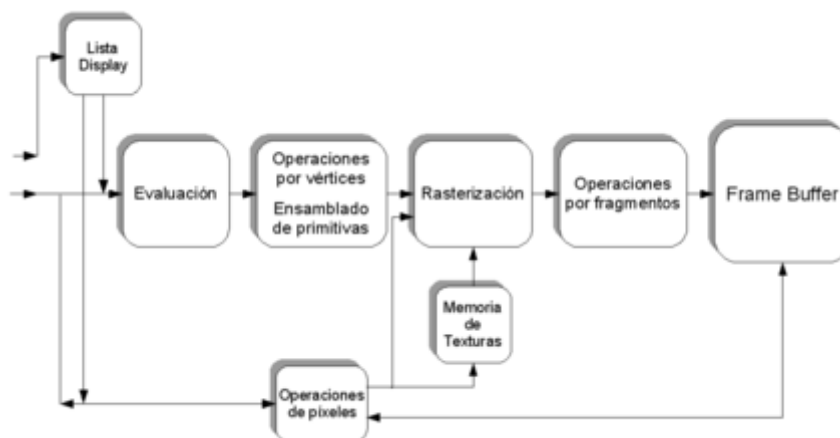 Lista
Display
Evaluación
Operaciones
por vértices
Ensamblado
de primitivas
Rasterización
Operaciones
por fragmentos
Frame Buffer
Memoria
de
Texturas
Operaciones
de píxeles